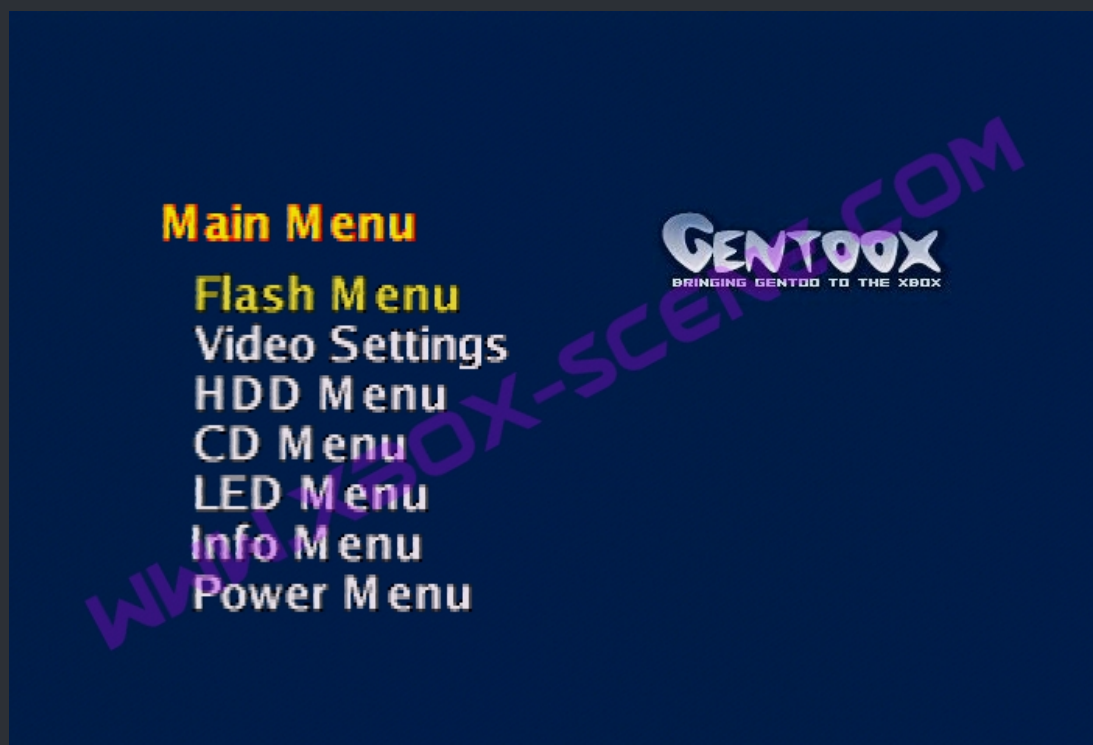 Main Menu
Flash Menu
Video Settings
HDD Menu
CD Menu
LED Menu
Info Menu
Power Menu
GENTOOX
BRINGING GENTOO TO THE XBOX
WWW.XBOX-SCENE.COM